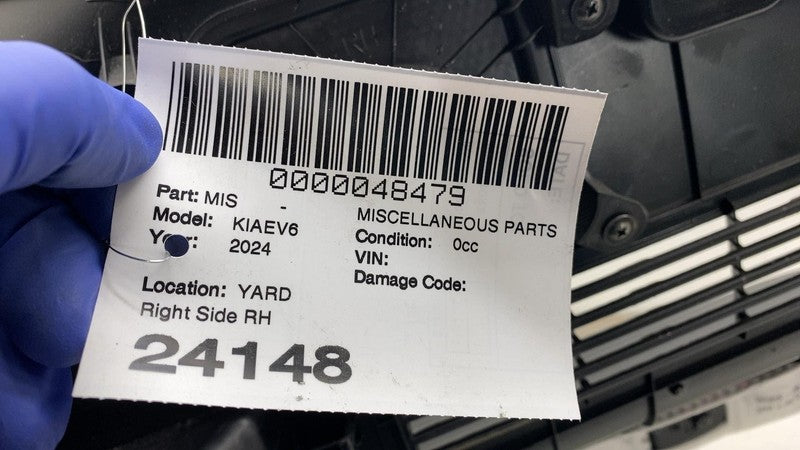 0000048479
Part: MIS - MISCELLANEOUS PARTS
Model: KIAEV6 Condition: 0cc
Year: 2024 VIN:
Damage Code:
Location: YARD
Right Side RH
24148